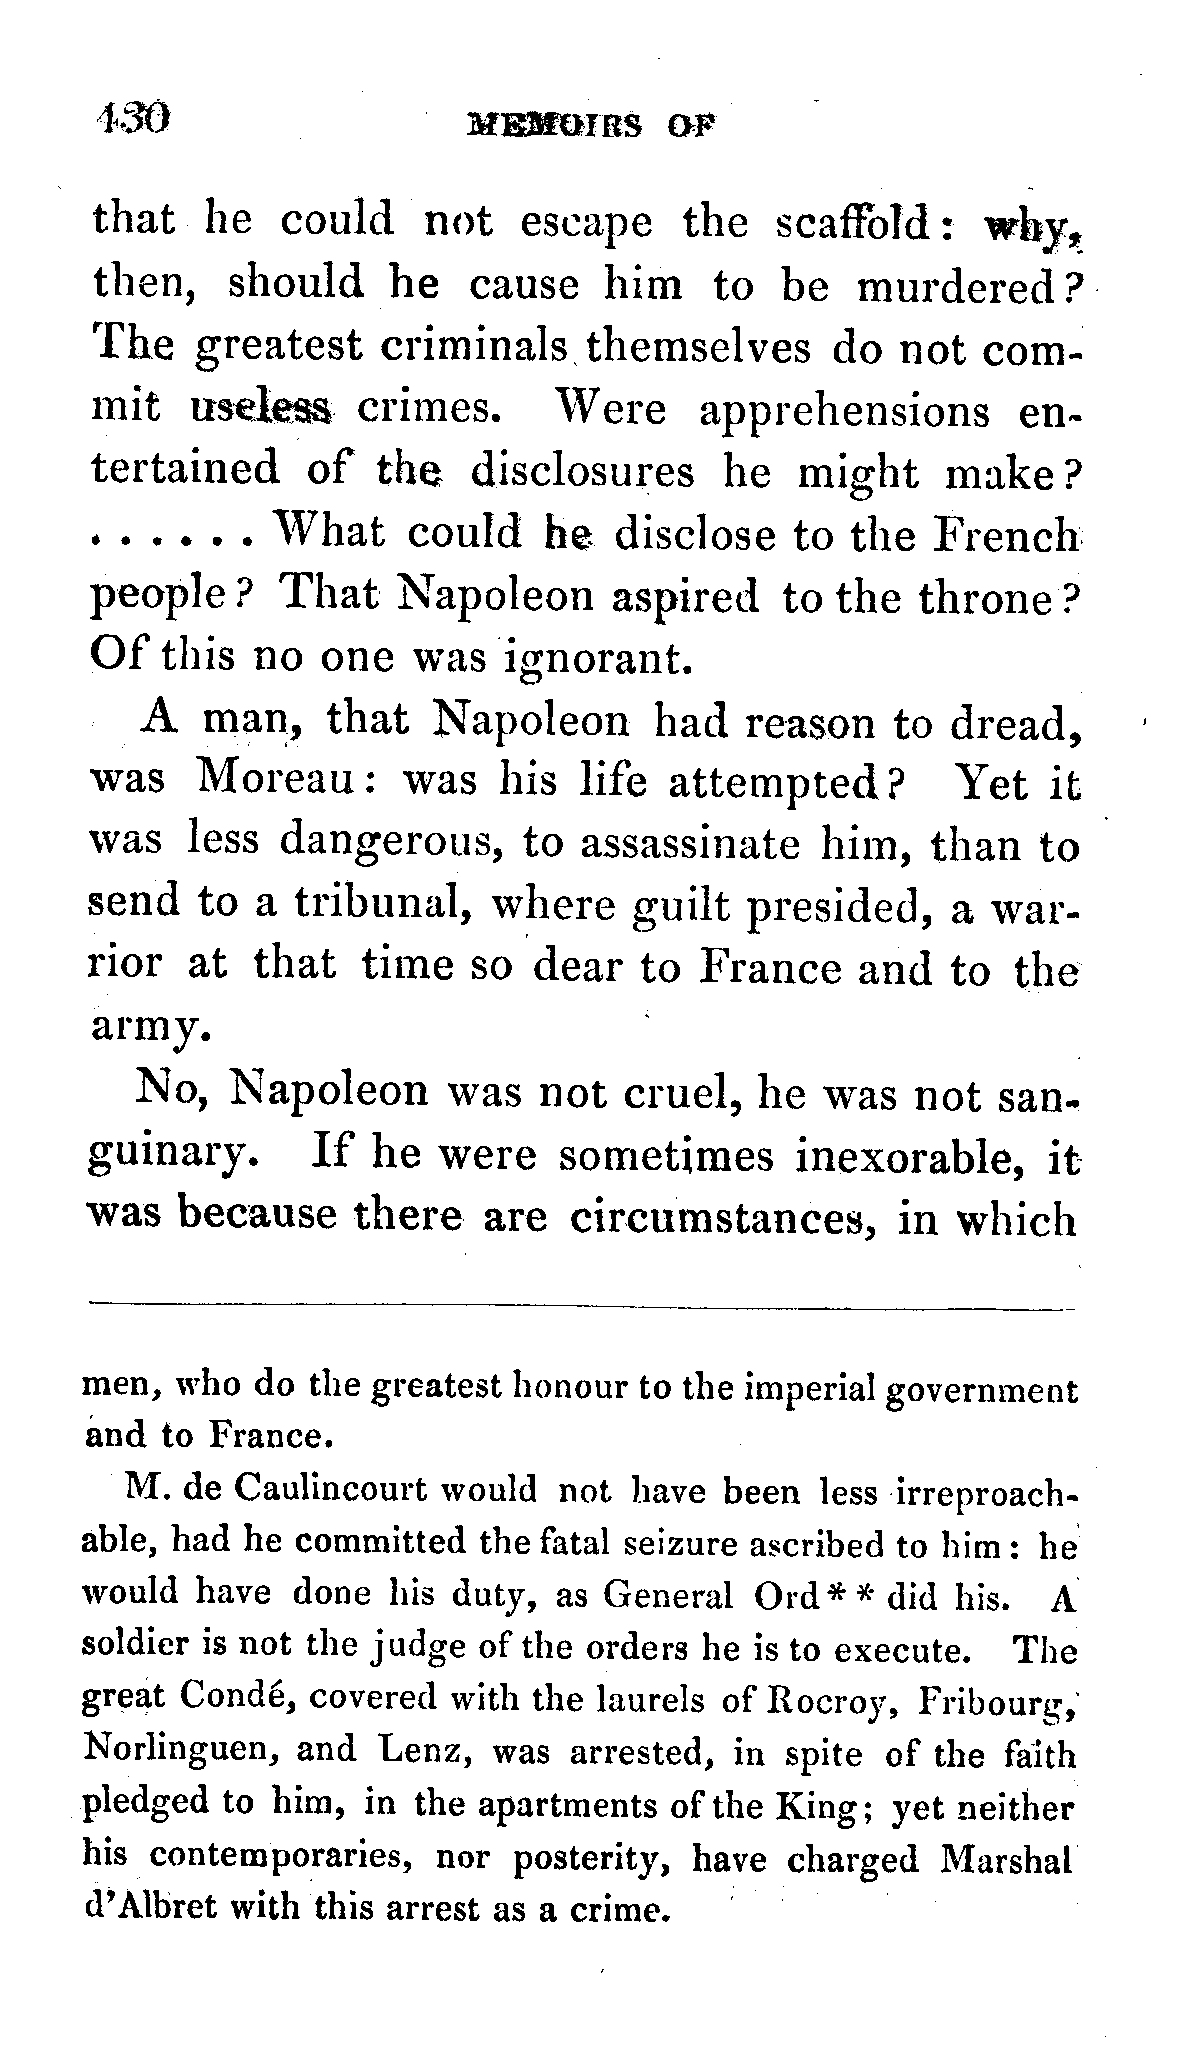 430 MEMOIRS OF
that he could not escape the scaffold: why,
then, should he cause him to be murdered?
The greatest criminals themselves do not com-
mit useless crimes. Were apprehensions en-
tertained of the disclosures he might make?
...... What could he disclose to the French
people? That Napoleon aspired to the throne?
Of this no one was ignorant.
A man, that Napoleon had reason to dread,
was Moreau: was his life attempted? Yet it
was less dangerous, to assassinate him, than to
send to a tribunal, where guilt presided, a war-
rior at that time so dear to France and to the
army.
No, Napoleon was not cruel, he was not san-
guinary. If he were sometimes inexorable, it
was because there are circumstances, in which
men, who do the greatest honour to the imperial government
and to France.
M. de Caulincourt would not have been less irreproach-
able, had he committed the fatal seizure ascribed to him: he
would have done his duty, as General Ord** did his. A
soldier is not the judge of the orders he is to execute. The
great Condé, covered with the laurels of Rocroy, Fribourg,
Norlinguen, and Lenz, was arrested, in spite of the faith
pledged to him, in the apartments of the King; yet neither
his contemporaries, nor posterity, have charged Marshal
d'Albret with this arrest as a crime.